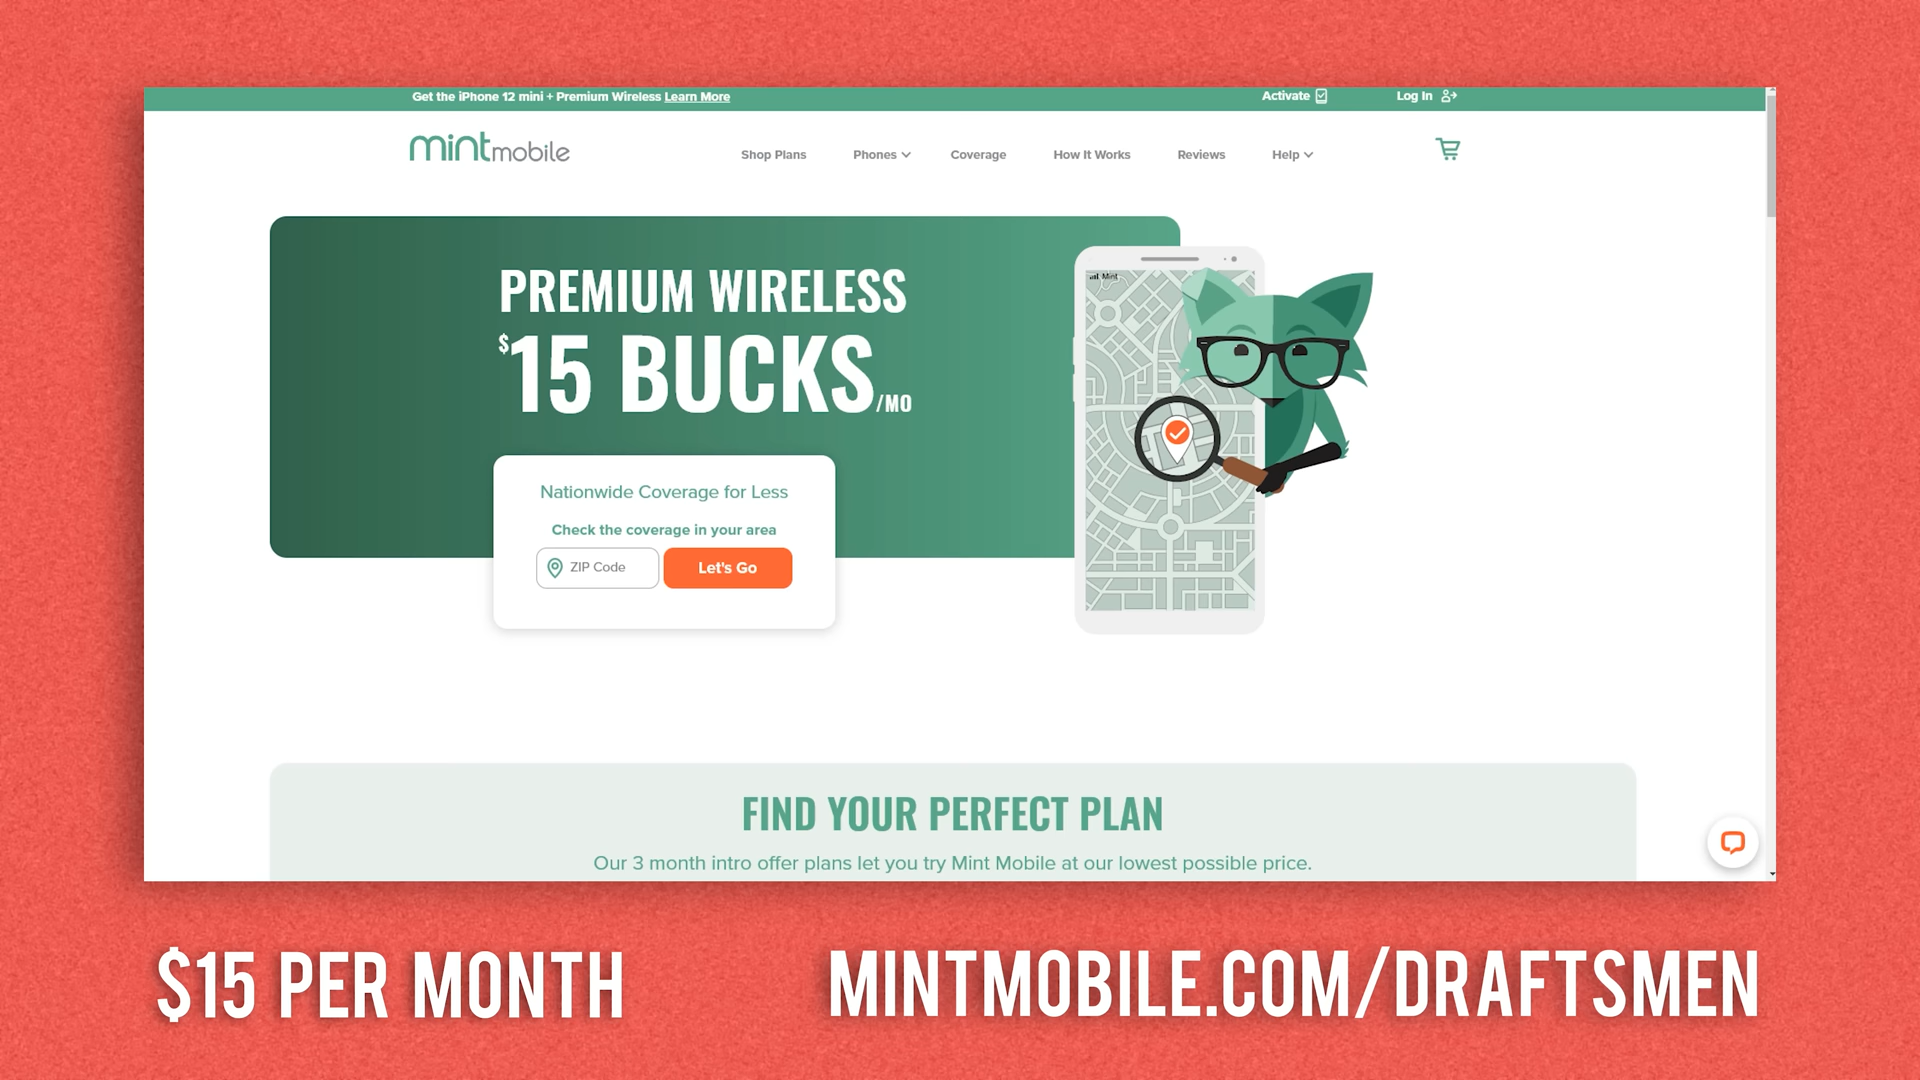 Get the iPhone 12 mini + Premium Wireless Learn More
Activate
Log In
mintmobile
Shop Plans
Phones
Coverage
How It Works
Reviews
Help
PREMIUM WIRELESS
$15 BUCKS/MO
Mint
Nationwide Coverage for Less
Check the coverage in your area
ZIP Code
Let's Go
FIND YOUR PERFECT PLAN
Our 3 month intro offer plans let you try Mint Mobile at our lowest possible price.
$15 PER MONTH
MINTMOBILE.COM/DRAFTSMEN